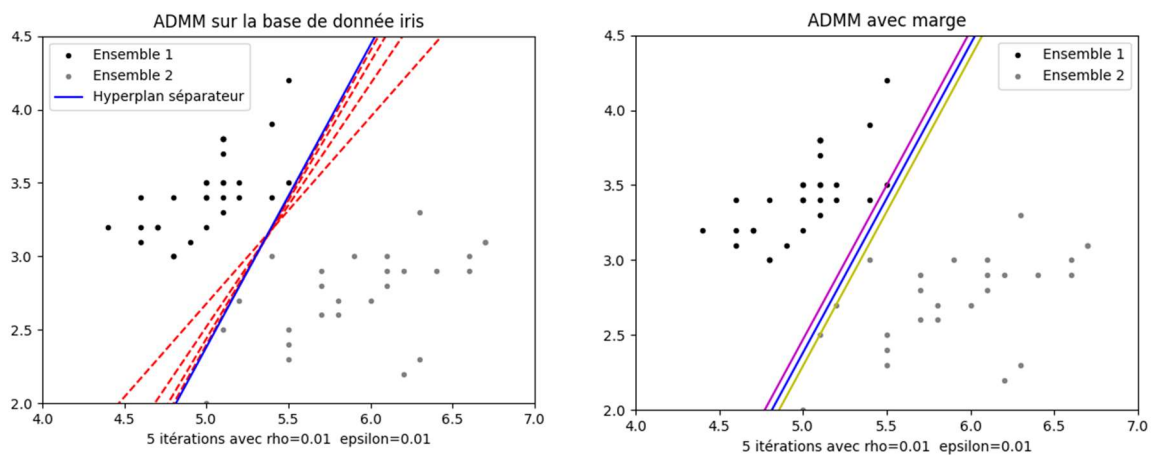 ADMM sur la base de donnée iris
4.5
4.0
3.5
3.0
2.5
2.0
Ensemble 1
Ensemble 2
Hyperplan séparateur
4.0 4.5 5.0 5.5 6.0 6.5 7.0
5 itérations avec rho=0.01 epsilon=0.01
ADMM avec marge
4.5
4.0
3.5
3.0
2.5
2.0
Ensemble 1
Ensemble 2
4.0 4.5 5.0 5.5 6.0 6.5 7.0
5 itérations avec rho=0.01 epsilon=0.01